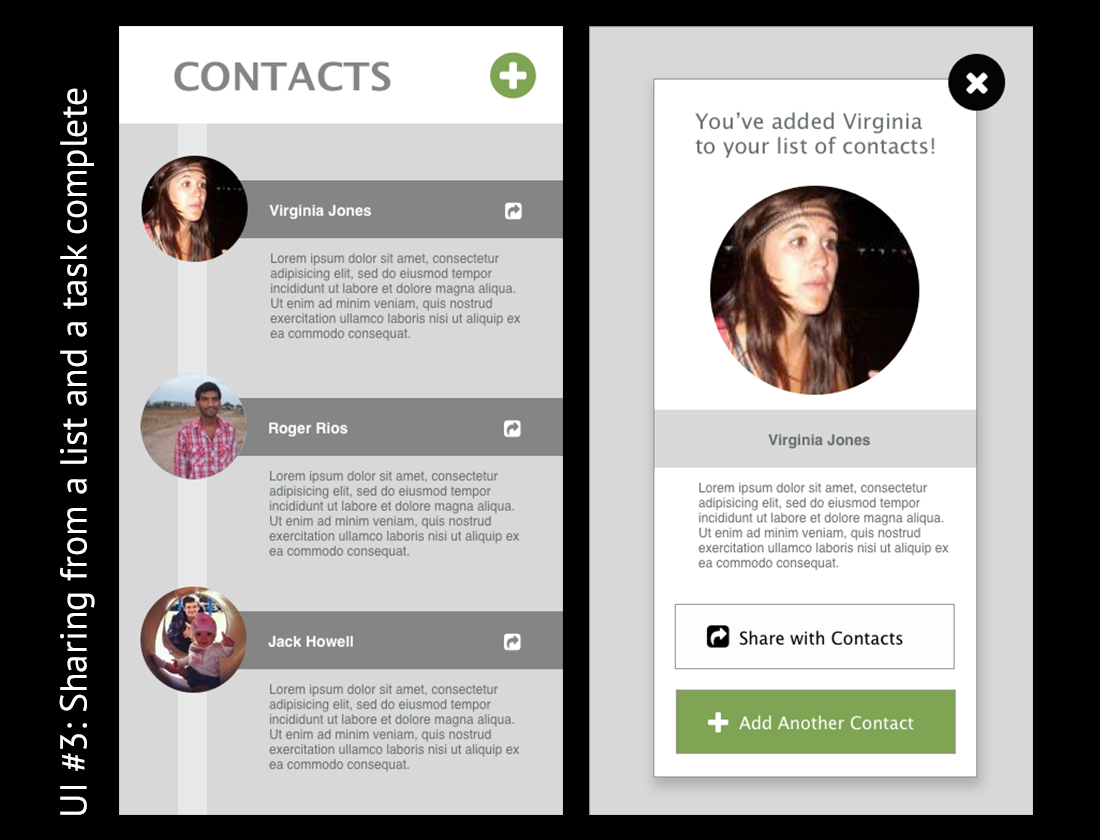 UI #3: Sharing from a list and a task complete
CONTACTS
Virginia Jones
Lorem ipsum dolor sit amet, consectetur
adipisicing elit, sed do eiusmod tempor
incididunt ut labore et dolore magna aliqua.
Ut enim ad minim veniam, quis nostrud
exercitation ullamco laboris nisi ut aliquip ex
ea commodo consequat.
Roger Rios
Lorem ipsum dolor sit amet, consectetur
adipisicing elit, sed do eiusmod tempor
incididunt ut labore et dolore magna aliqua.
Ut enim ad minim veniam, quis nostrud
exercitation ullamco laboris nisi ut aliquip ex
ea commodo consequat.
Jack Howell
Lorem ipsum dolor sit amet, consectetur
adipisicing elit, sed do eiusmod tempor
incididunt ut labore et dolore magna aliqua.
Ut enim ad minim veniam, quis nostrud
exercitation ullamco laboris nisi ut aliquip ex
ea commodo consequat.
You’ve added Virginia
to your list of contacts!
Virginia Jones
Lorem ipsum dolor sit amet, consectetur
adipisicing elit, sed do eiusmod tempor
incididunt ut labore et dolore magna aliqua.
Ut enim ad minim veniam, quis nostrud
exercitation ullamco laboris nisi ut aliquip ex
ea commodo consequat.
Share with Contacts
Add Another Contact